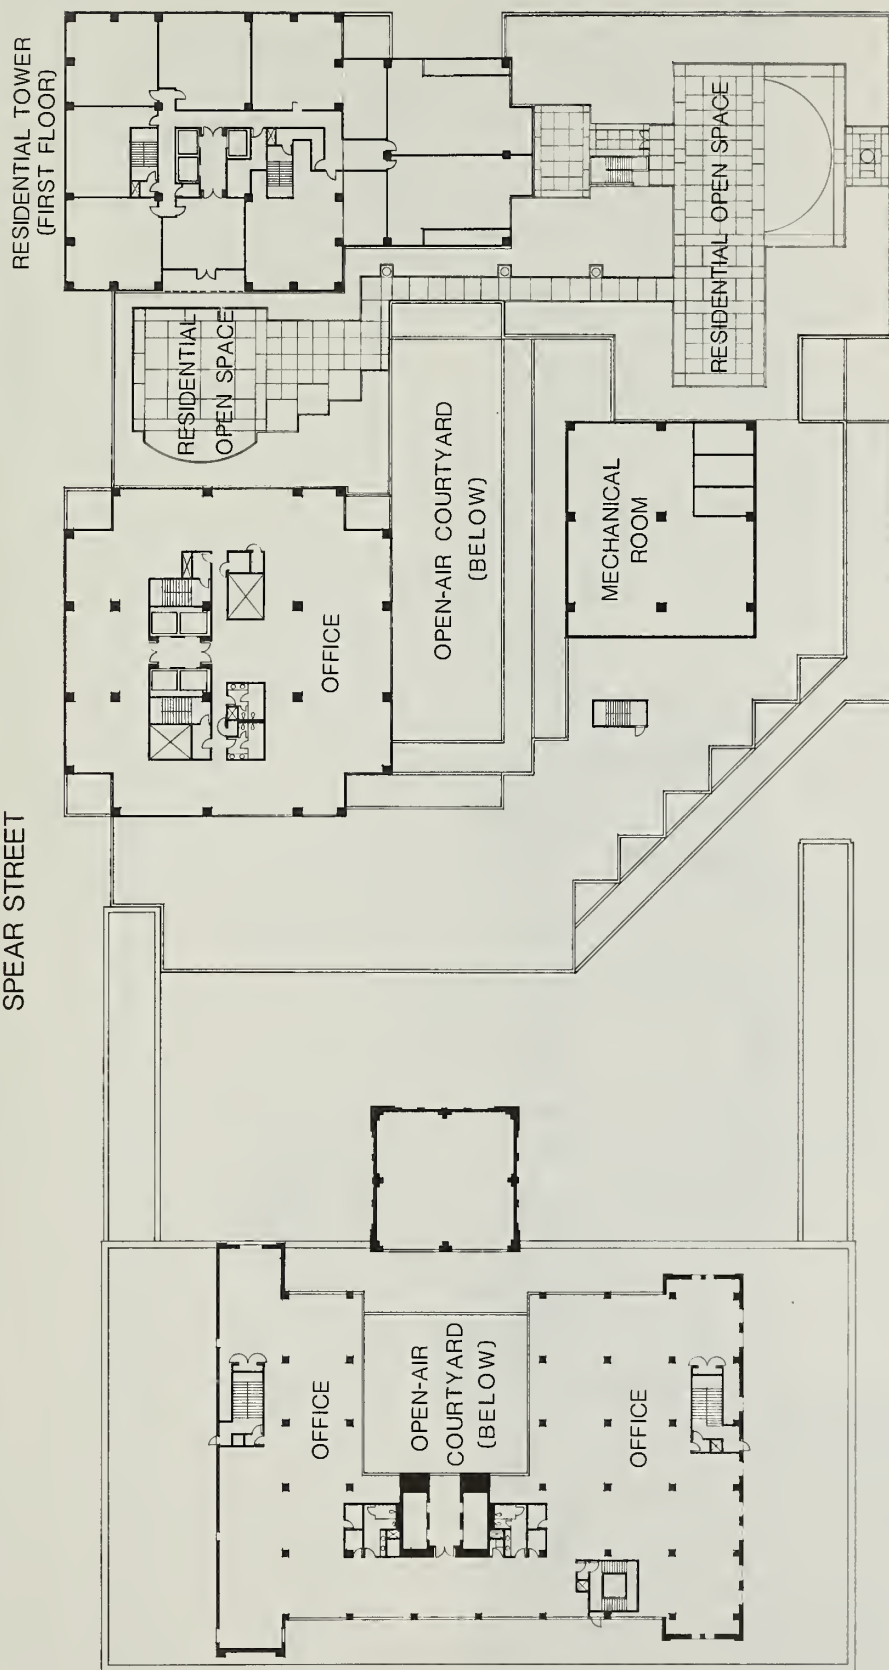 SPEAR STREET
RESIDENTIAL TOWER
(FIRST FLOOR)
RESIDENTIAL
OPEN SPACE
RESIDENTIAL OPEN SPACE
OFFICE
OPEN-AIR COURTYARD
(BELOW)
MECHANICAL
ROOM
OFFICE
OPEN-AIR
COURTYARD
(BELOW)
OFFICE